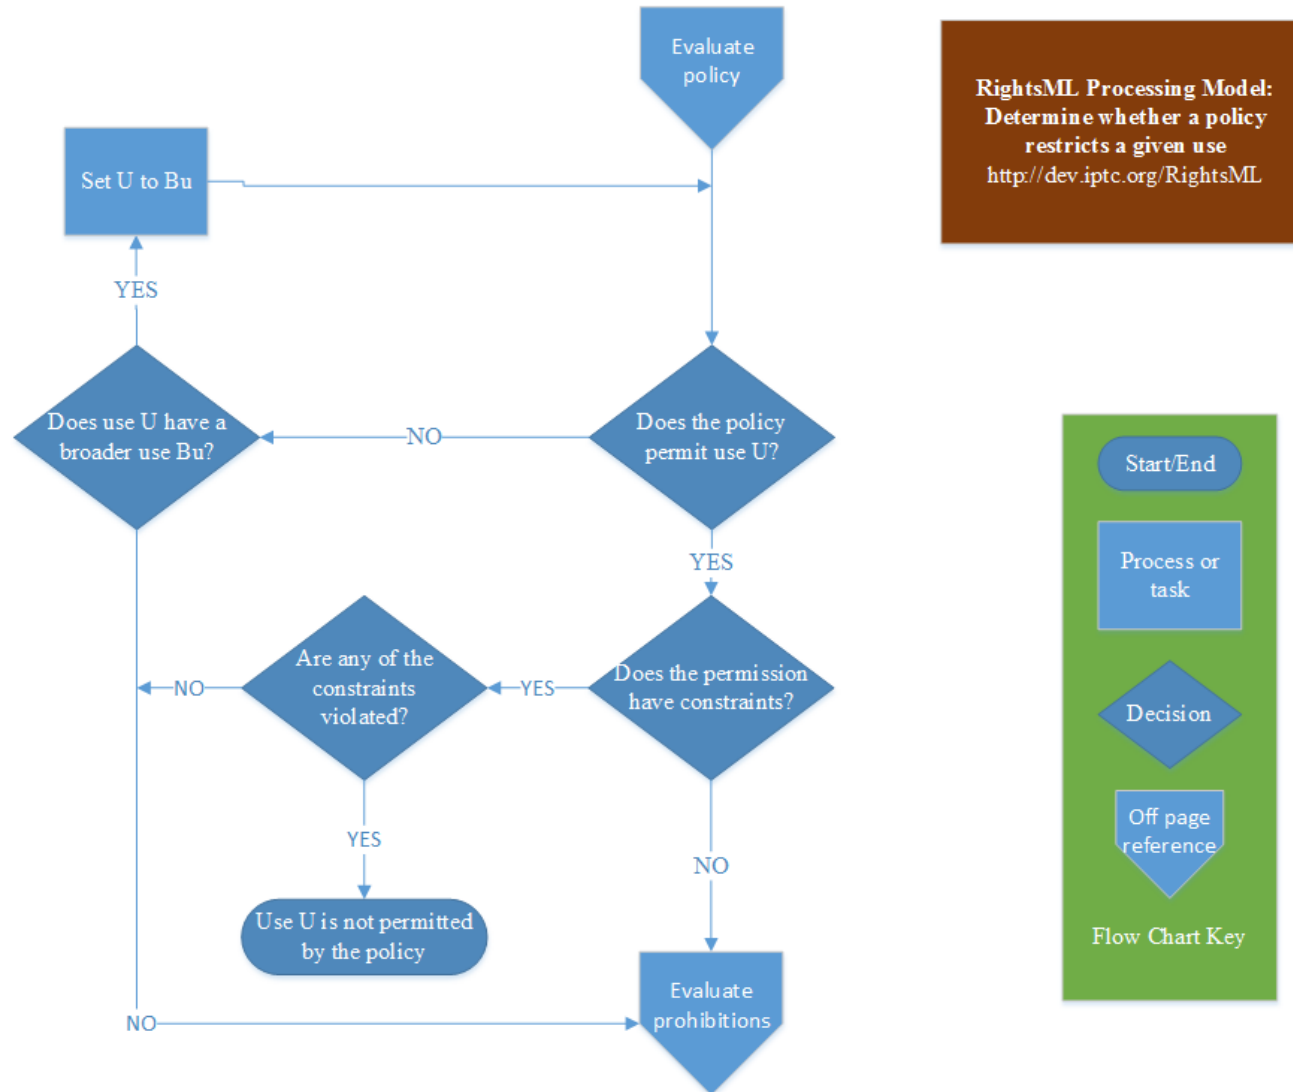 Evaluate
policy
RightsML Processing Model:
Determine whether a policy
restricts a given use
http://dev.iptc.org/RightsML
Set U to Bu
YES
Does use U have a
broader use Bu?
NO
Does the policy
permit use U?
YES
Are any of the
constraints
violated?
NO
YES
Does the permission
have constraints?
YES
NO
Use U is not permitted
by the policy
NO
Evaluate
prohibitions
Start/End
Process or
task
Decision
Off page
reference
Flow Chart Key